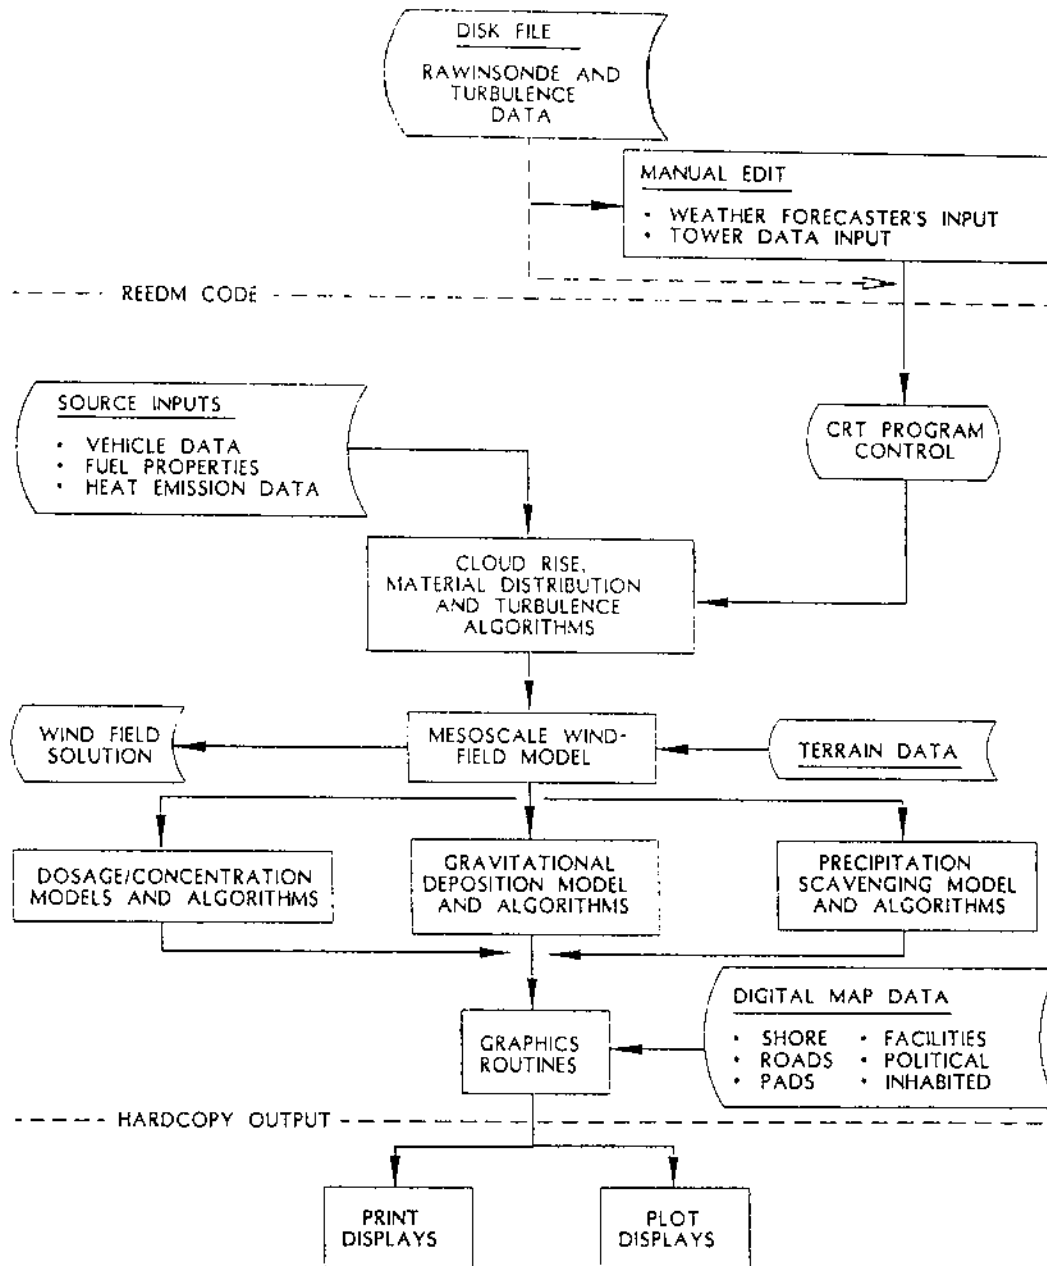 DISK FILE
RAWINSONDE AND
TURBULENCE
DATA
MANUAL EDIT
• WEATHER FORECASTER'S INPUT
• TOWER DATA INPUT
REEDM CODE
SOURCE INPUTS
• VEHICLE DATA
• FUEL PROPERTIES
• HEAT EMISSION DATA
CRT PROGRAM
CONTROL
CLOUD RISE,
MATERIAL DISTRIBUTION
AND TURBULENCE
ALGORITHMS
WIND FIELD
SOLUTION
MESOSCALE WIND-
FIELD MODEL
TERRAIN DATA
DOSAGE/CONCENTRATION
MODELS AND ALGORITHMS
GRAVITATIONAL
DEPOSITION MODEL
AND ALGORITHMS
PRECIPITATION
SCAVENGING MODEL
AND ALGORITHMS
DIGITAL MAP DATA
• SHORE • FACILITIES
• ROADS • POLITICAL
• PADS • INHABITED
GRAPHICS
ROUTINES
HARDCOPY OUTPUT
PRINT
DISPLAYS
PLOT
DISPLAYS